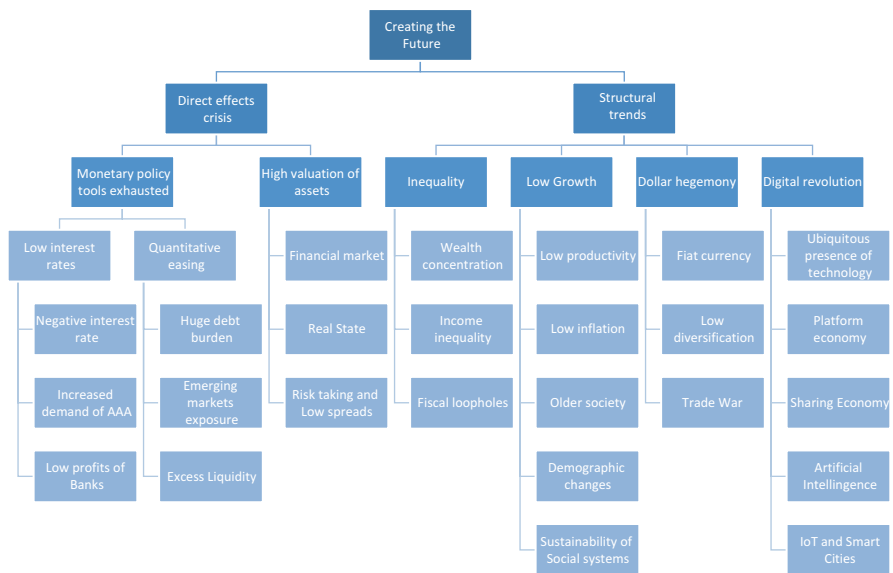 Creating the
Future
Direct effects
crisis
Structural
trends
Monetary policy
tools exhausted
High valuation of
assets
Inequality
Low Growth
Dollar hegemony
Digital revolution
Low interest
rates
Quantitative
easing
Negative interest
rate
Increased
demand of AAA
Low profits of
Banks
Huge debt
burden
Emerging
markets
exposure
Excess Liquidity
Financial market
Real State
Risk taking and
Low spreads
Wealth
concentration
Income
inequality
Fiscal loopholes
Low productivity
Low inflation
Older society
Demographic
changes
Sustainability of
Social systems
Fiat currency
Low
diversification
Trade War
Ubiquitous
presence of
technology
Platform
economy
Sharing Economy
Artificial
Intellingence
IoT and Smart
Cities